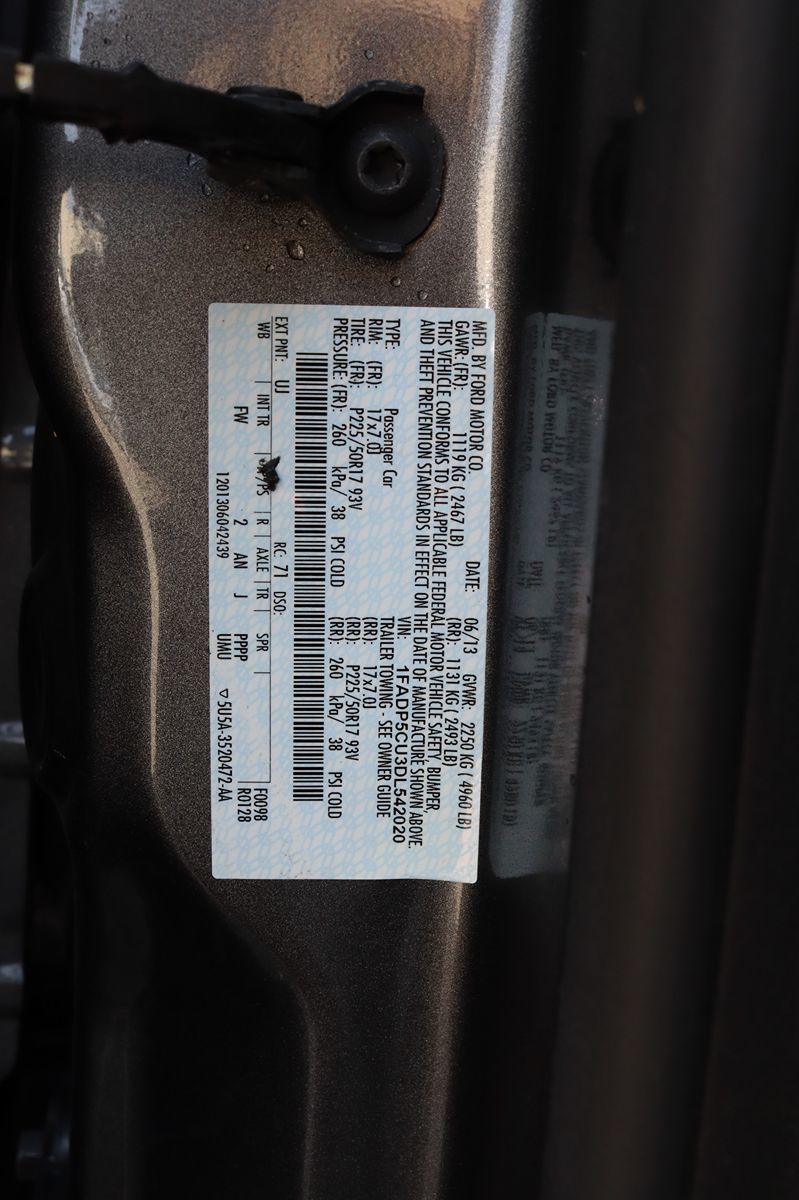 MFD. BY FORD MOTOR CO. DATE: 06/13 GVWR: 2250 KG ( 4960 LB)
GAWR: (FR): 1119 KG ( 2467 LB) (RR): 1131 KG ( 2493 LB)
THIS VEHICLE CONFORMS TO ALL APPLICABLE FEDERAL MOTOR VEHICLE SAFETY, BUMPER,
AND THEFT PREVENTION STANDARDS IN EFFECT ON THE DATE OF MANUFACTURE SHOWN ABOVE.
VIN: 1FADP5CU3DL542020
TYPE: Passenger Car TRAILER TOWING - SEE OWNER GUIDE
RIM: (FR): 17x7.0J (RR): 17x7.0J
TIRE: (FR): P225/50R17 93V (RR): P225/50R17 93V
PRESSURE: (FR): 260 kPa/ 38 PSI COLD (RR): 260 kPa/ 38 PSI COLD
EXT PNT: UJ RC: 71 DSO:
WB | INT TR | | R | AXLE | TR | SPR | F0098
FW 2 AN J PPPP R0128
UMU
1201306042439 ▽5U5A-3520472-AA